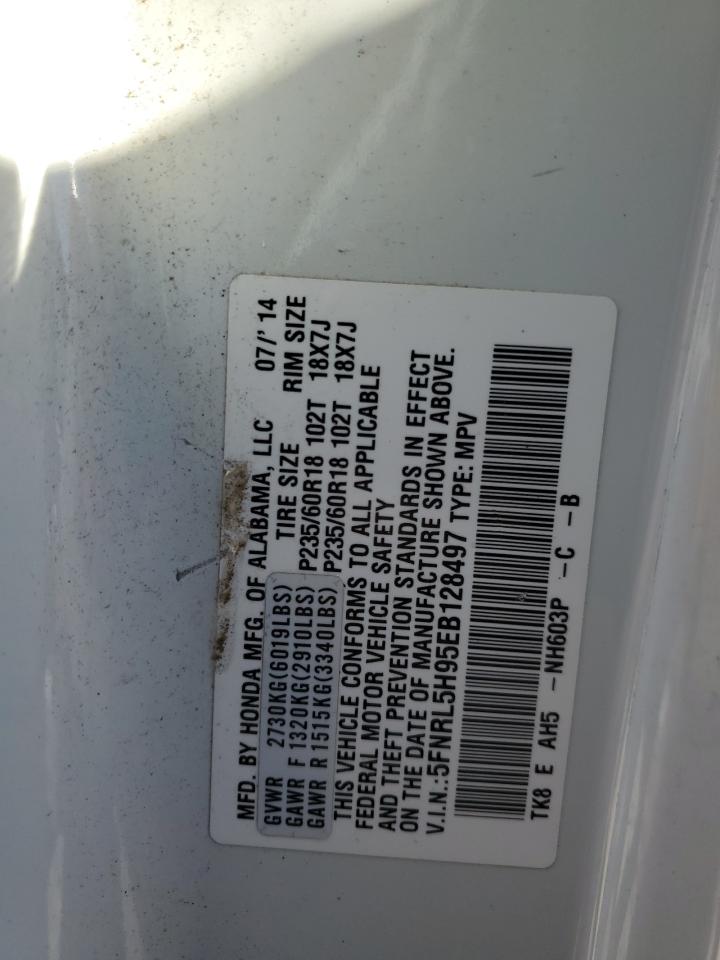 MFD. BY HONDA MFG. OF ALABAMA, LLC 07/' 14
GVWR 2730KG(6019LBS) TIRE SIZE RIM SIZE
GAWR F 1320KG(2910LBS) P235/60R18 102T 18X7J
GAWR R 1515KG(3340LBS) P235/60R18 102T 18X7J
THIS VEHICLE CONFORMS TO ALL APPLICABLE
FEDERAL MOTOR VEHICLE SAFETY
AND THEFT PREVENTION STANDARDS IN EFFECT
ON THE DATE OF MANUFACTURE SHOWN ABOVE.
V.I.N.:5FNRL5H95EB128497 TYPE: MPV
TK8 E AH5 -NH603P -C -B